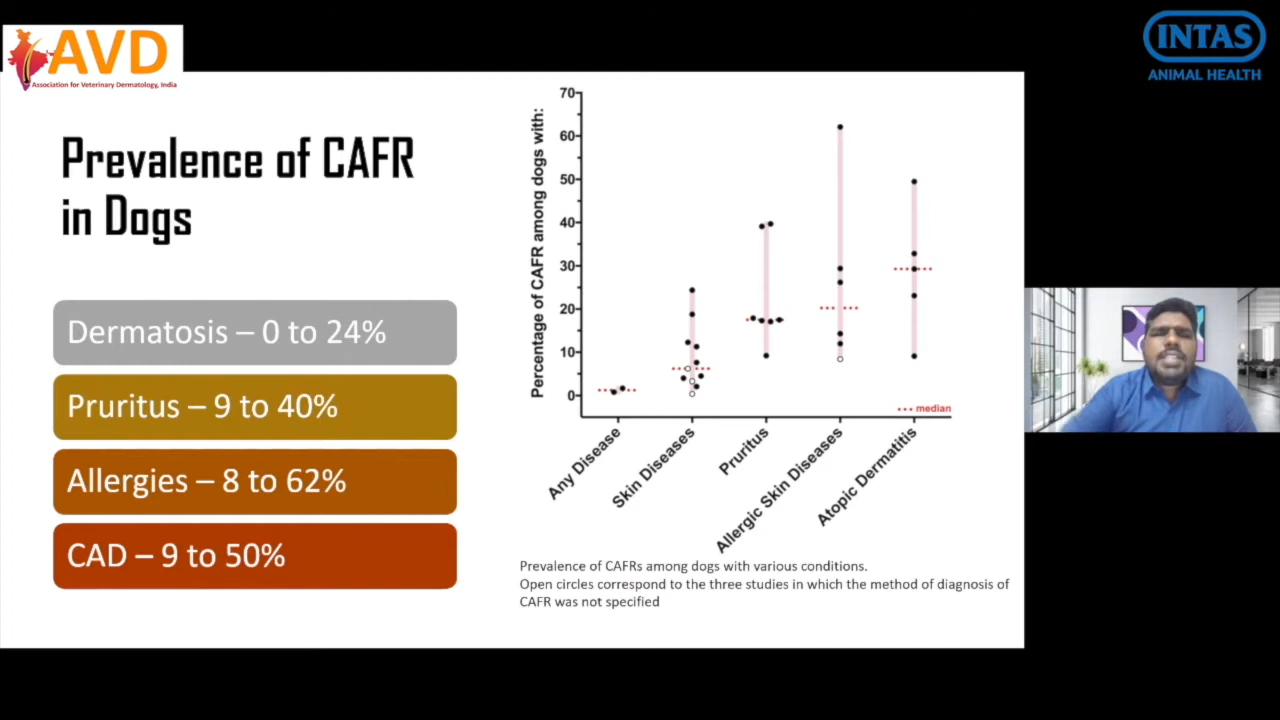 AVD
Association for Veterinary Dermatology, India
INTAS
ANIMAL HEALTH
Prevalence of CAFR
in Dogs
Dermatosis – 0 to 24%
Pruritus – 9 to 40%
Allergies – 8 to 62%
CAD – 9 to 50%
Percentage of CAFR among dogs with:
70
60
50
40
30
20
10
0
median
Any Disease
Skin Diseases
Pruritus
Allergic Skin Diseases
Atopic Dermatitis
Prevalence of CAFRs among dogs with various conditions.
Open circles correspond to the three studies in which the method of diagnosis of
CAFR was not specified